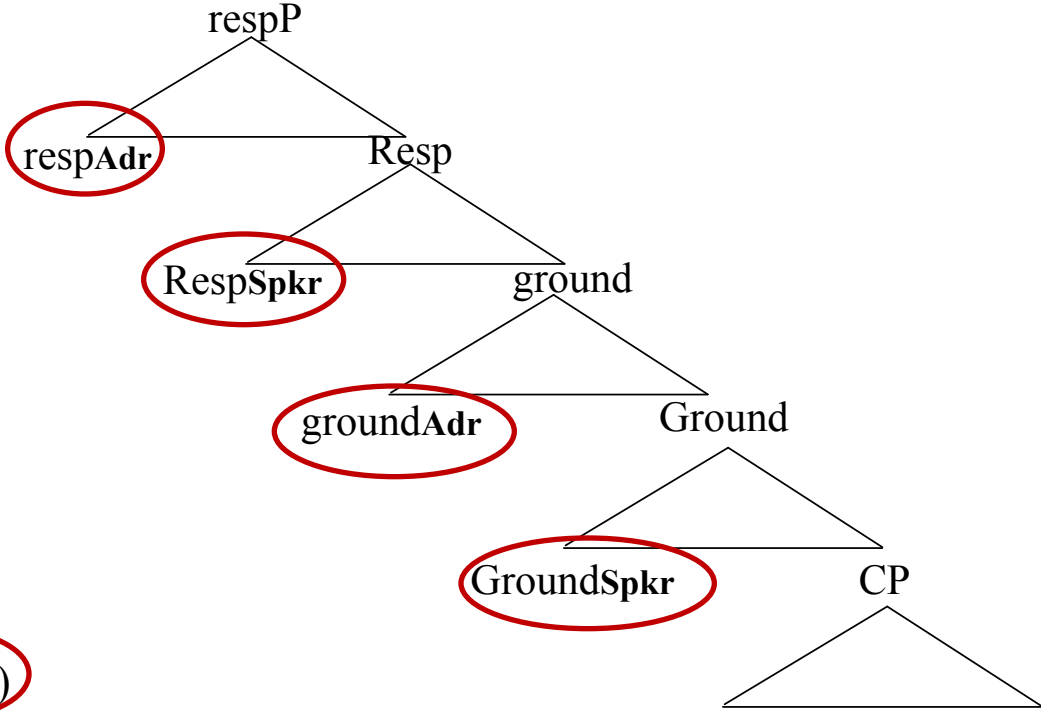 respP
respAdr
Resp
RespSpkr
ground
groundAdr
Ground
GroundSpkr
CP
)